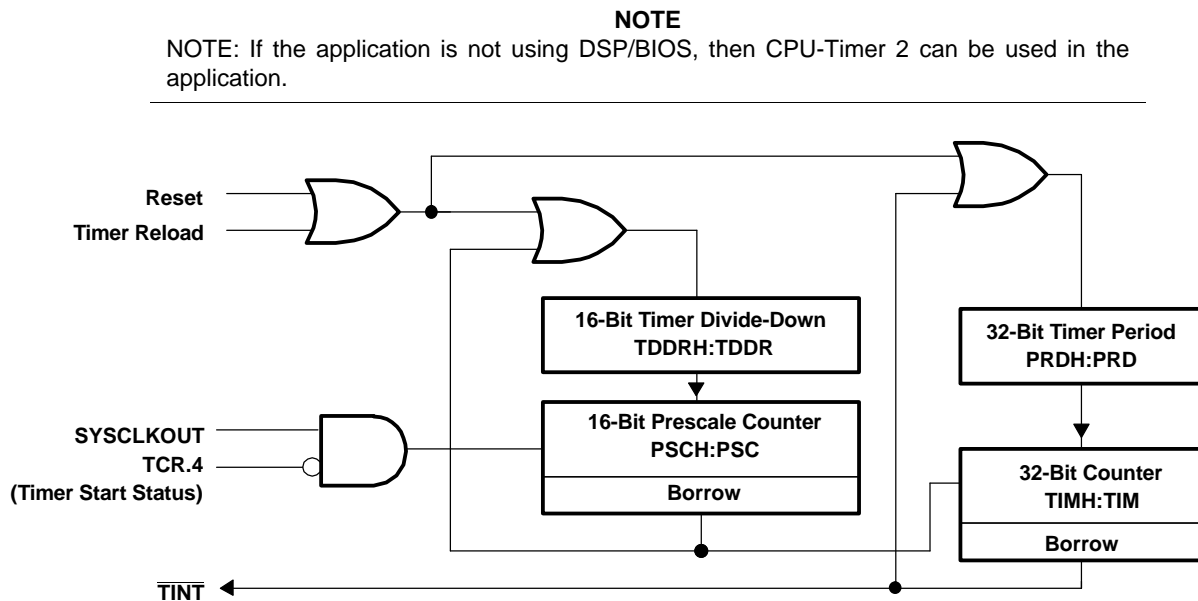 NOTE
NOTE: If the application is not using DSP/BIOS, then CPU-Timer 2 can be used in the
application.
Reset
Timer Reload
16-Bit Timer Divide-Down
TDDRH:TDDR
32-Bit Timer Period
PRDH:PRD
SYSCLKOUT
TCR.4
(Timer Start Status)
16-Bit Prescale Counter
PSCH:PSC
Borrow
32-Bit Counter
TIMH:TIM
Borrow
TINT